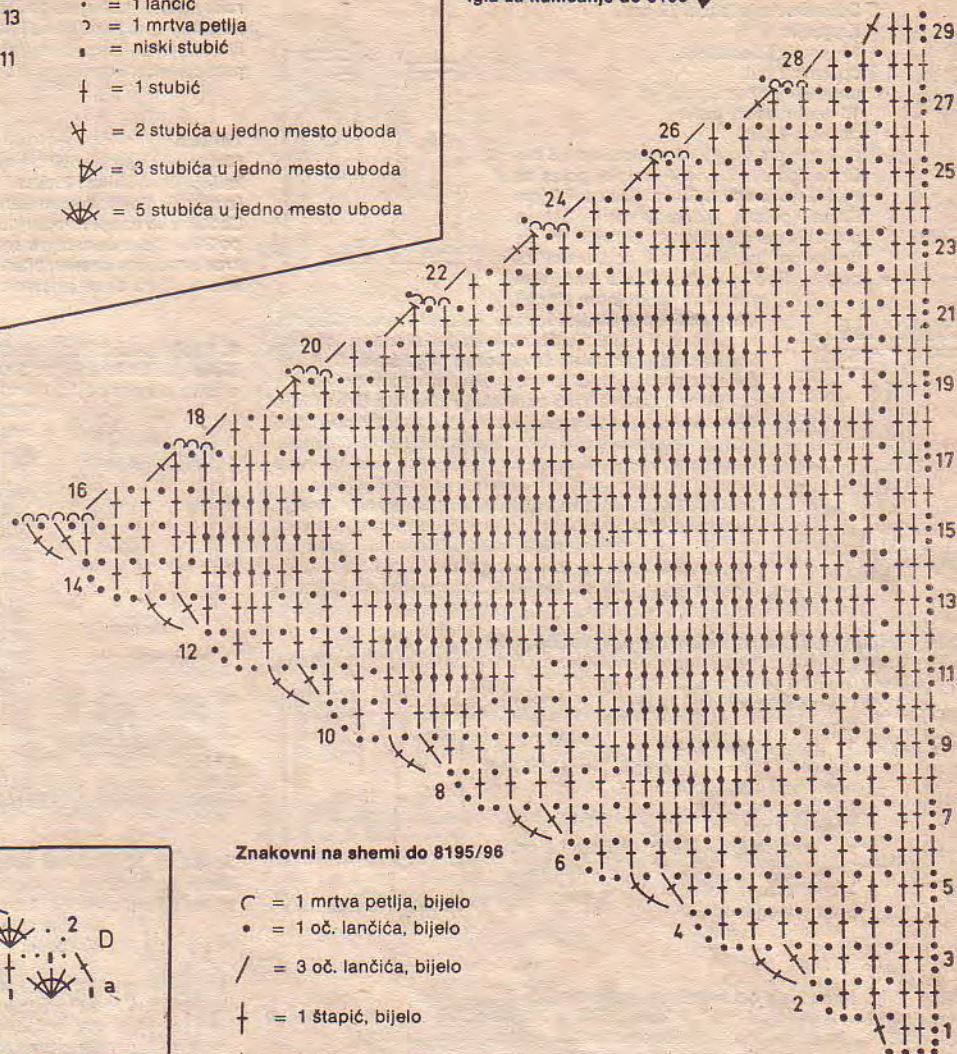 13
11
• = 1 lančić
= 1 mrtva petlja
= niski stubić
= 1 stubić
= 2 stubića u jedno mesto uboda
= 3 stubića u jedno mesto uboda
= 5 stubića u jedno mesto uboda
29
28
27
26
25
24
23
22
21
20
19
18
17
16
15
14
13
12
11
10
9
8
7
6
5
4
3
2
1
2
D
a
Znakovni na shemi do 8195/96
= 1 mrtva petlja, bijelo
• = 1 oč. lančića, bijelo
/ = 3 oč. lančića, bijelo
= 1 štapić, bijelo